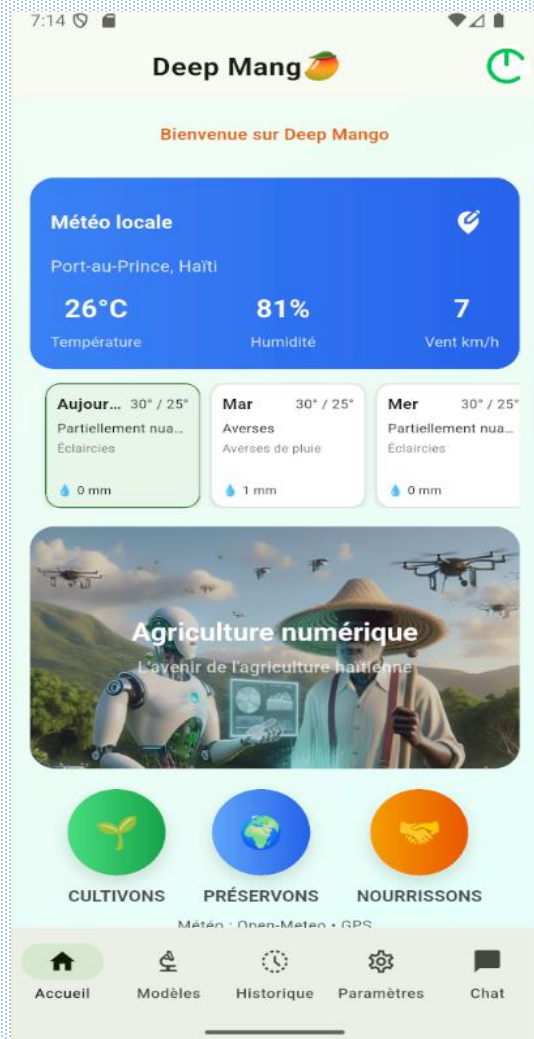 7:14
Deep Mang🥭
Bienvenue sur Deep Mango
Météo locale
Port-au-Prince, Haïti
26°C 81% 7
Température Humidité Vent km/h
Aujour... 30° / 25° Mar 30° / 25° Mer 30° / 25°
Partiellement nua... Averses Partiellement nua...
Éclaircies Averses de pluie Éclaircies
💧 0 mm 💧 1 mm 💧 0 mm
Agriculture numérique
L'avenir de l'agriculture haïtienne
CULTIVONS PRÉSERVONS NOURRISSONS
Météo : Open-Meteo • GPS
Accueil Modèles Historique Paramètres Chat